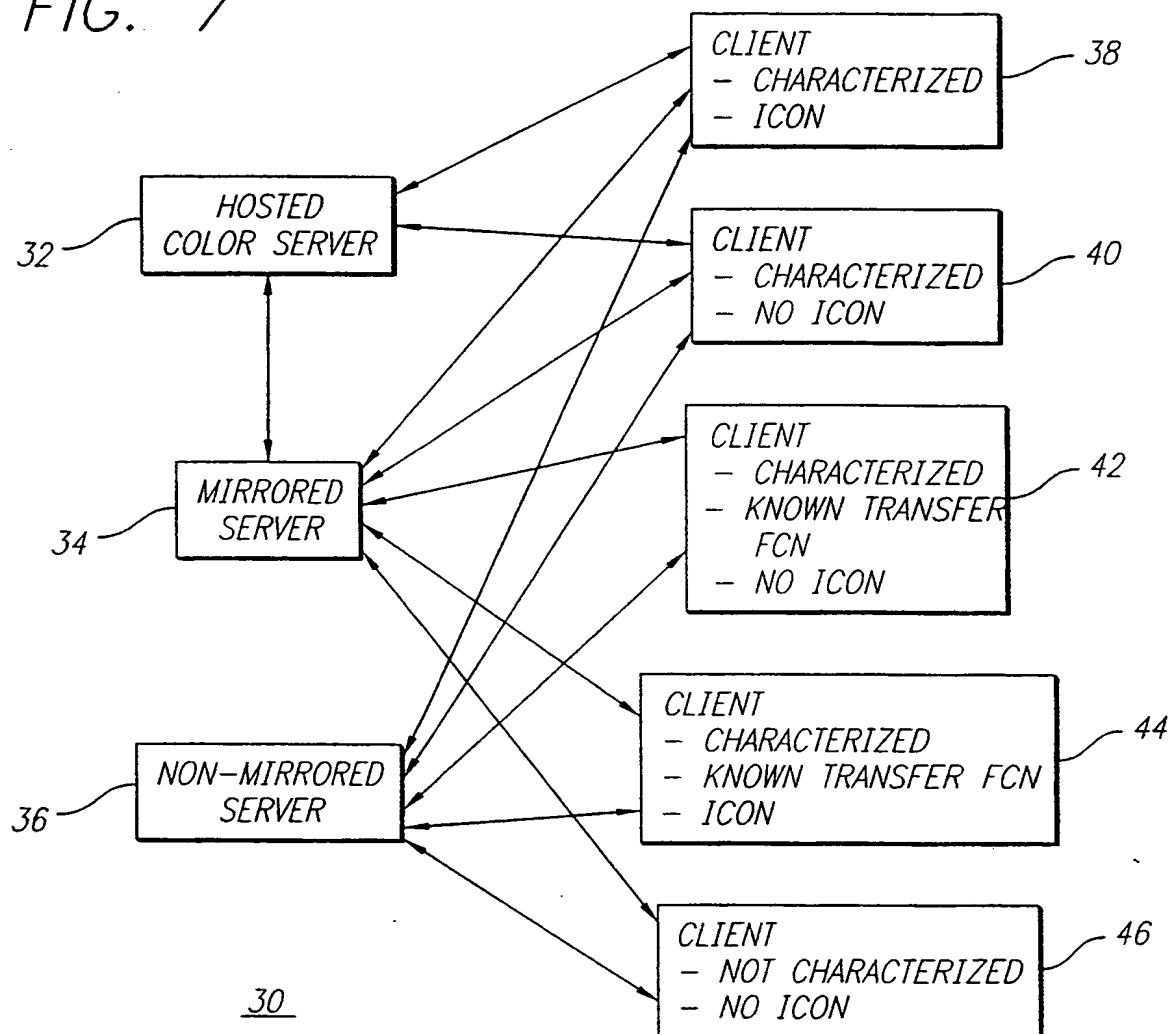 FIG. 7
CLIENT
- CHARACTERIZED
- ICON
38
HOSTED
COLOR SERVER
32
CLIENT
- CHARACTERIZED
- NO ICON
40
CLIENT
- CHARACTERIZED
- KNOWN TRANSFER
FCN
- NO ICON
42
MIRRORED
SERVER
34
CLIENT
- CHARACTERIZED
- KNOWN TRANSFER FCN
- ICON
44
NON-MIRRORED
SERVER
36
CLIENT
- NOT CHARACTERIZED
- NO ICON
46
30